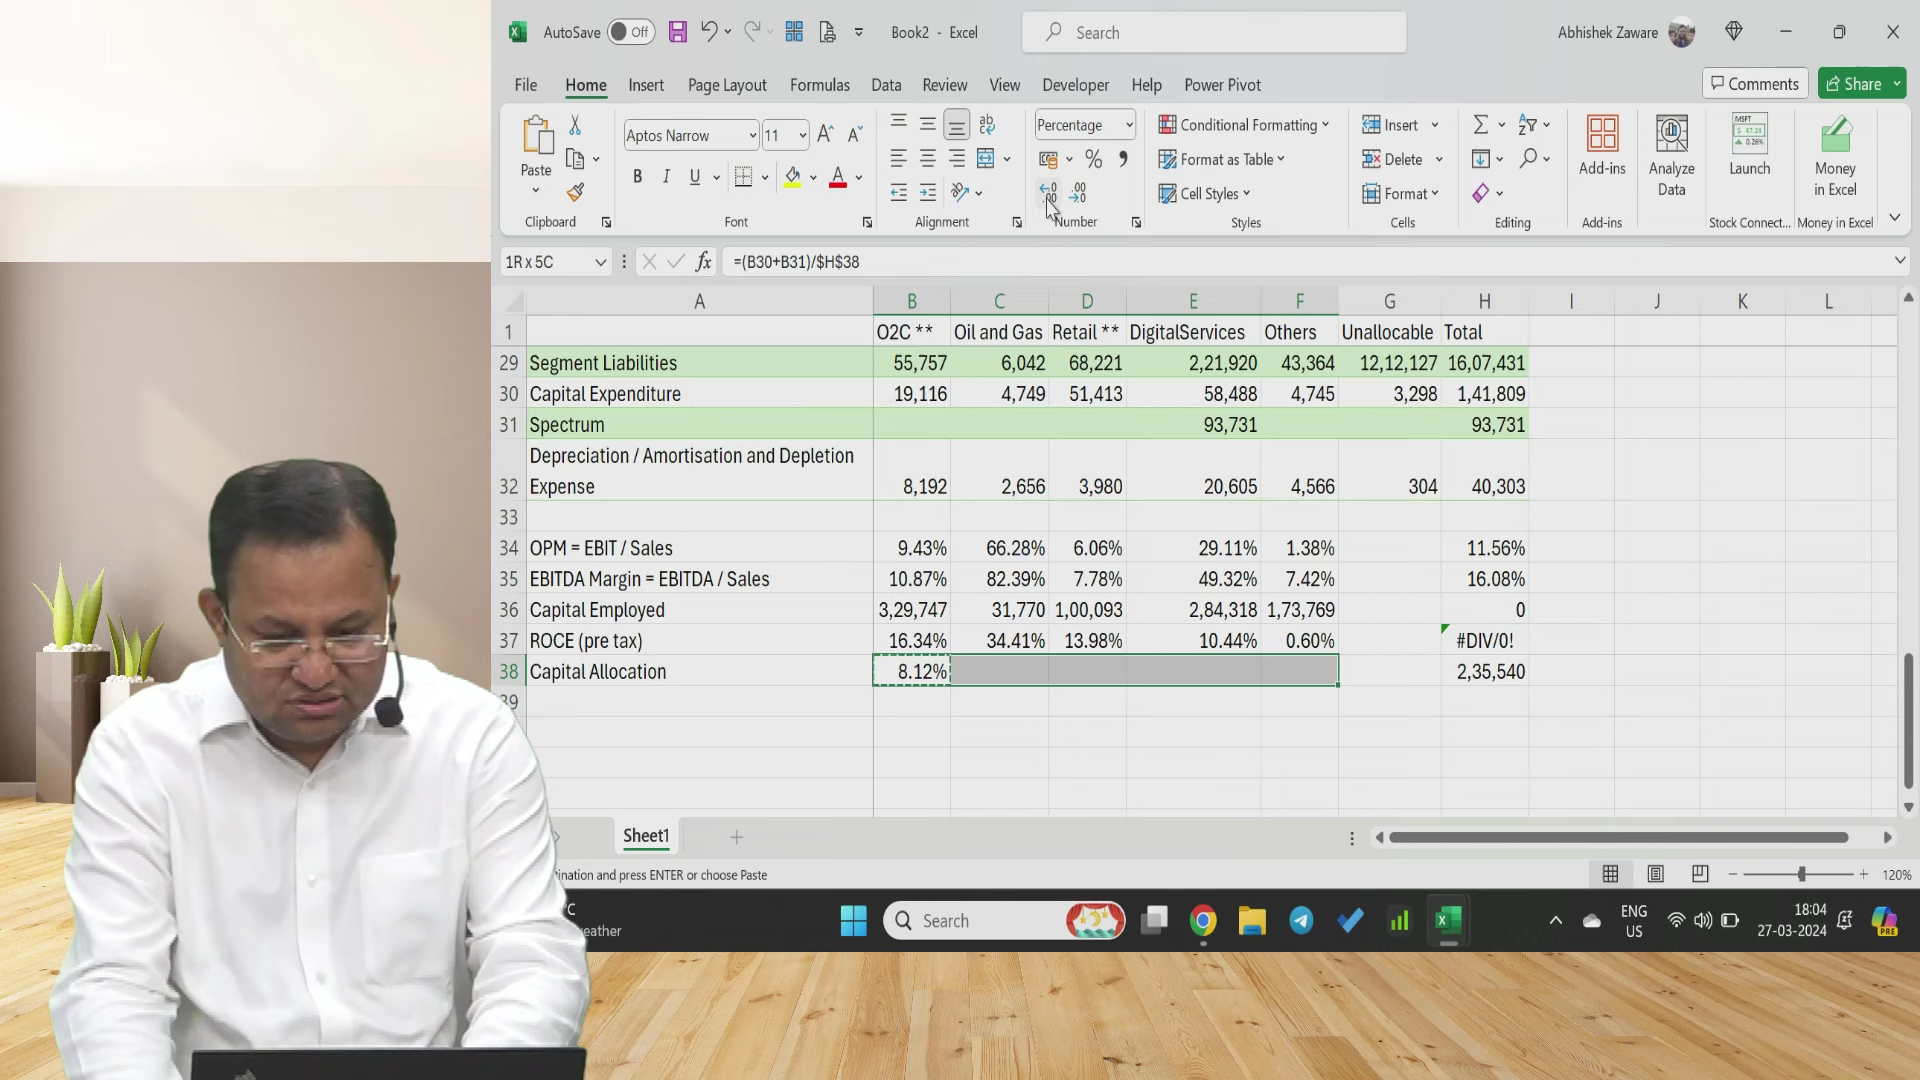 AutoSave Off Book2 - Excel Search Abhishek Zaware
File Home Insert Page Layout Formulas Data Review View Developer Help Power Pivot Comments Share
Paste Aptos Narrow 11 Percentage Conditional Formatting Insert
B I U Format as Table Delete Add-ins Analyze Data Launch Money in Excel
Cell Styles Format
Clipboard Font Alignment Number Styles Cells Editing Add-ins Stock Connect... Money in Excel
1R x 5C fx =(B30+B31)/$H$38
A B C D E F G H I J K L
1 O2C ** Oil and Gas Retail ** DigitalServices Others Unallocable Total
29 Segment Liabilities 55,757 6,042 68,221 2,21,920 43,364 12,12,127 16,07,431
30 Capital Expenditure 19,116 4,749 51,413 58,488 4,745 3,298 1,41,809
31 Spectrum 93,731 93,731
Depreciation / Amortisation and Depletion
32 Expense 8,192 2,656 3,980 20,605 4,566 304 40,303
33
34 OPM = EBIT / Sales 9.43% 66.28% 6.06% 29.11% 1.38% 11.56%
35 EBITDA Margin = EBITDA / Sales 10.87% 82.39% 7.78% 49.32% 7.42% 16.08%
36 Capital Employed 3,29,747 31,770 1,00,093 2,84,318 1,73,769 0
37 ROCE (pre tax) 16.34% 34.41% 13.98% 10.44% 0.60% #DIV/0!
38 Capital Allocation 8.12% 2,35,540
39
Sheet1
and press ENTER or choose Paste 120%
Search ENG US 18:04 27-03-2024